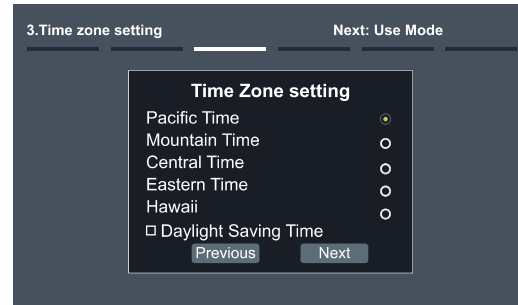 3.Time zone setting
Next: Use Mode
Time Zone setting
Pacific Time
Mountain Time
Central Time
Eastern Time
Hawaii
Daylight Saving Time
Previous
Next